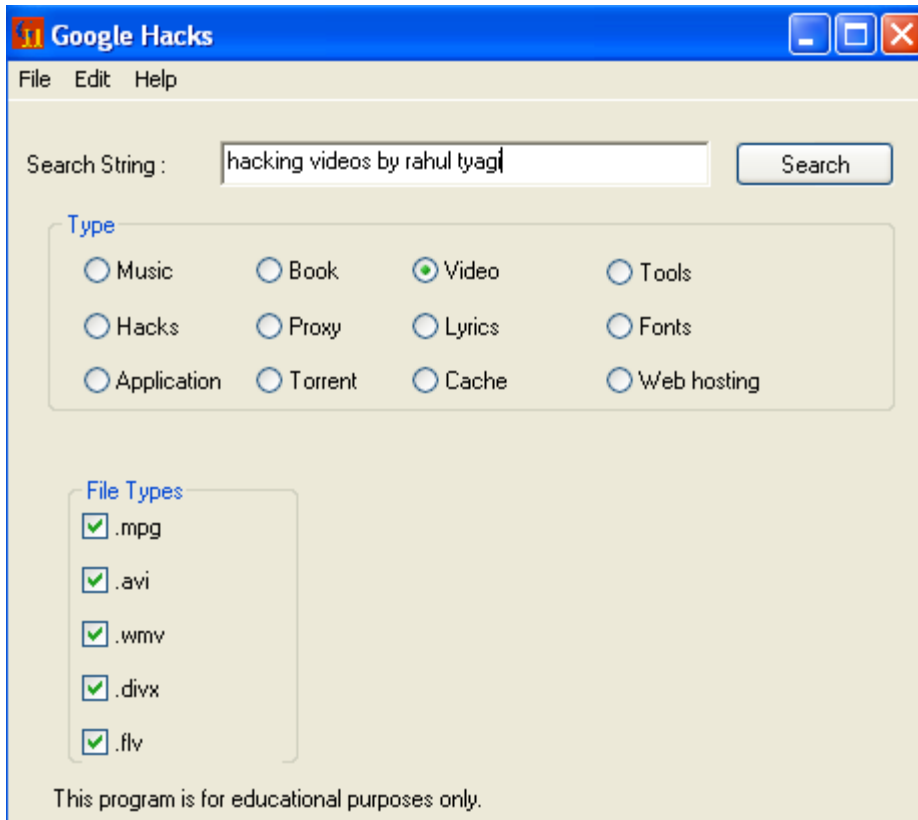 Google Hacks
File Edit Help
Search String : hacking videos by rahul tyagi Search
Type
Music Book Video Tools
Hacks Proxy Lyrics Fonts
Application Torrent Cache Web hosting
File Types
.mpg
.avi
.wmv
.divx
.flv
This program is for educational purposes only.